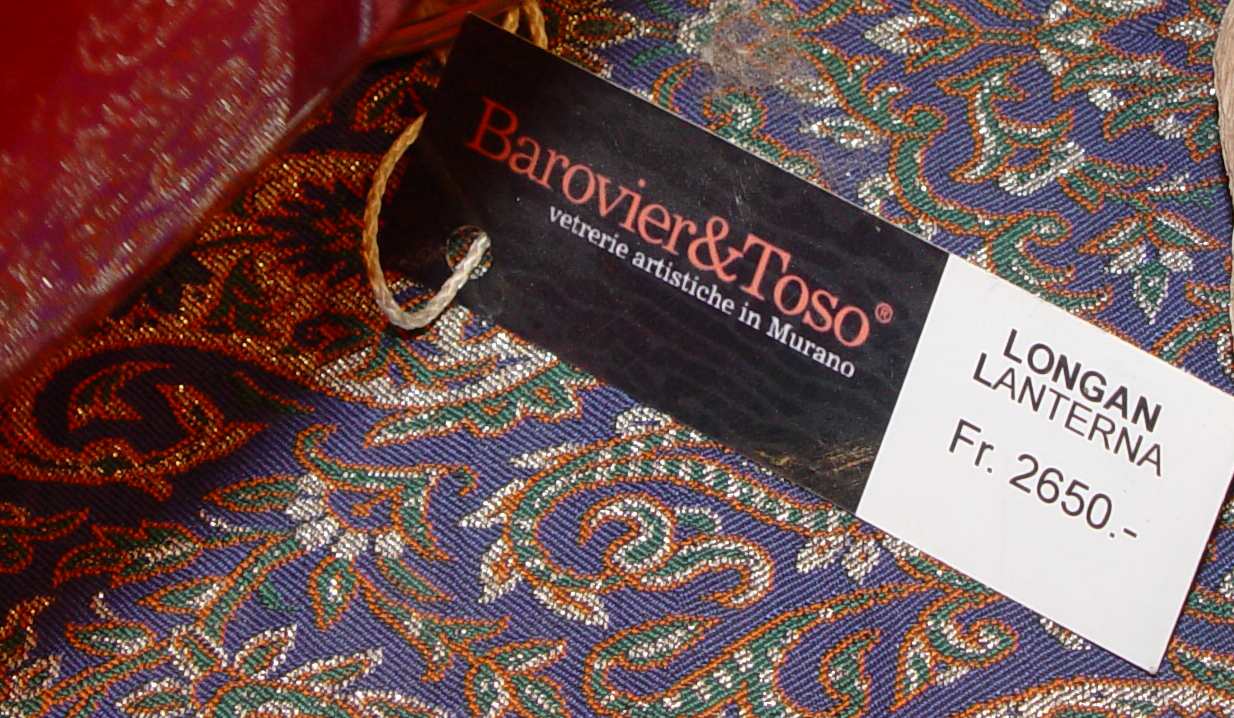 Barovier&Toso®
vetrerie artistiche in Murano
LONGAN
LANTERNA
Fr. 2650.-